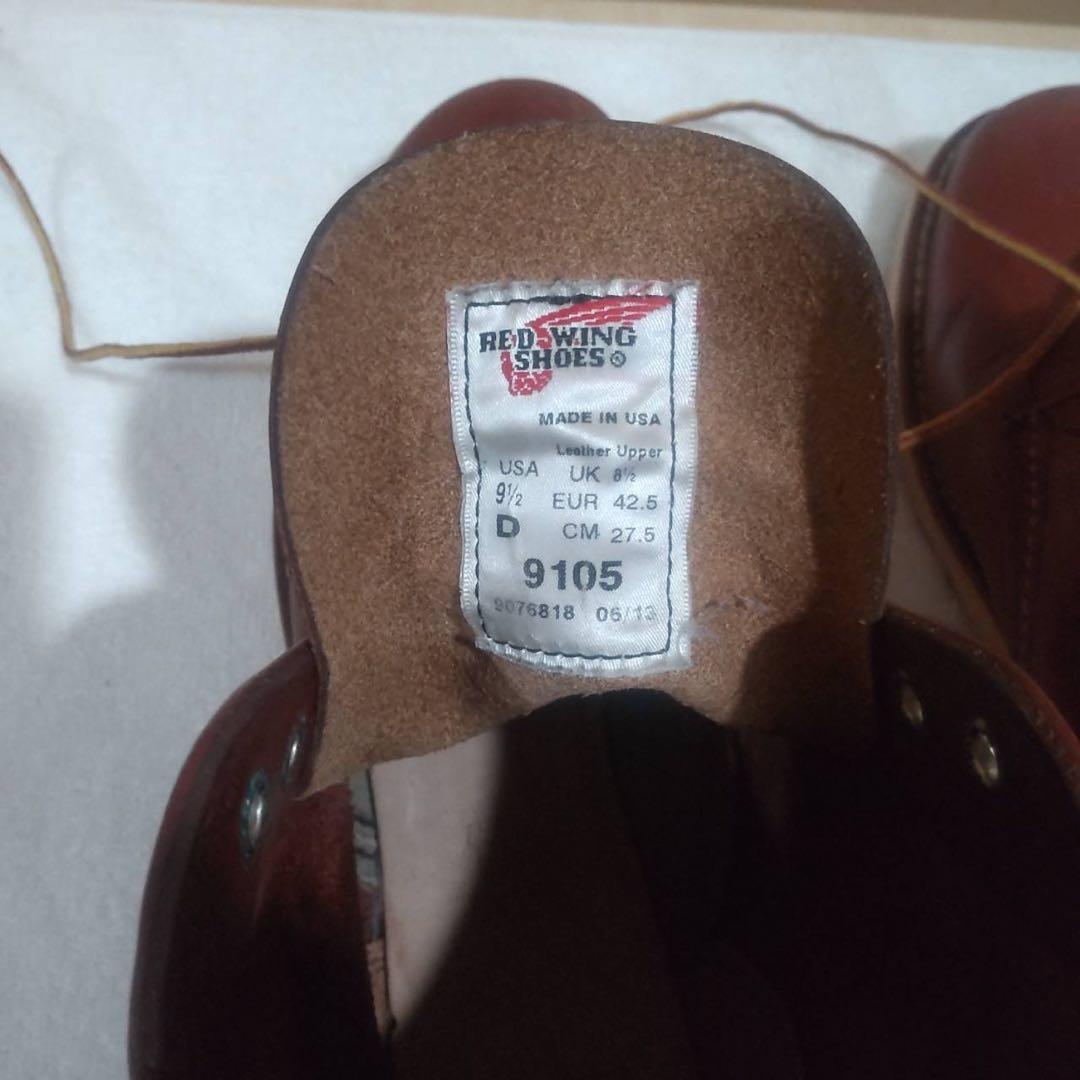 RED WING
SHOES®
MADE IN USA
Leather Upper
USA UK 8½
9½ EUR 42.5
D CM 27.5
9105
9076818 06/13